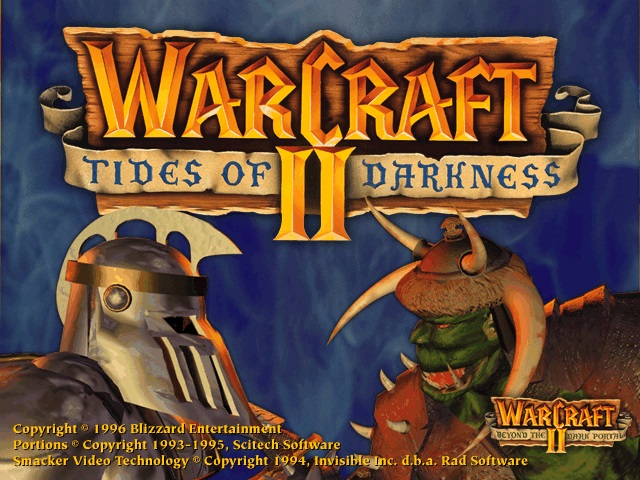 WARCRAFT
TIDES OF II DARKNESS
Copyright © 1996 Blizzard Entertainment
Portions © Copyright 1993-1995, Scitech Software
Smacker Video Technology © Copyright 1994, Invisible Inc. d.b.a. Rad Software
WARCRAFT
II
BEYOND THE DARK PORTAL